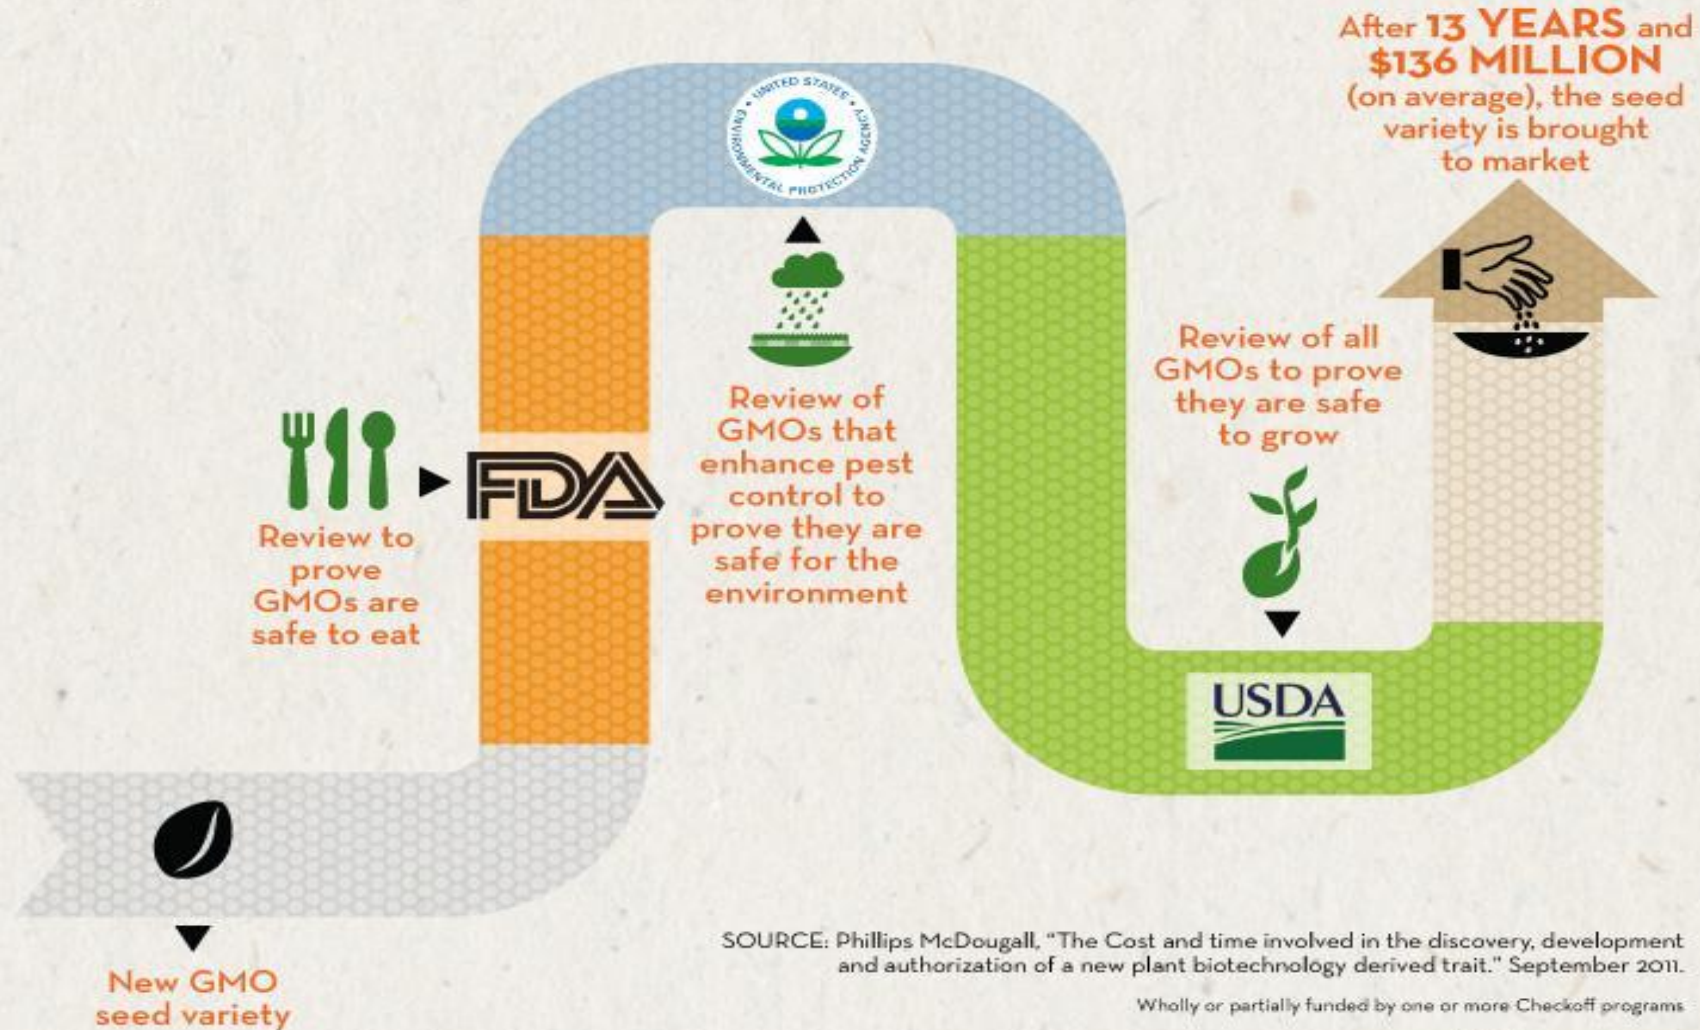 After 13 YEARS and
$136 MILLION
(on average), the seed
variety is brought
to market
UNITED STATES
ENVIRONMENTAL PROTECTION AGENCY
Review of all
GMOs to prove
they are safe
to grow
Review of
GMOs that
enhance pest
control to
prove they are
safe for the
environment
FDA
Review to
prove
GMOs are
safe to eat
USDA
New GMO
seed variety
SOURCE: Phillips McDougall, “The Cost and time involved in the discovery, development
and authorization of a new plant biotechnology derived trait.” September 2011.
Wholly or partially funded by one or more Checkoff programs